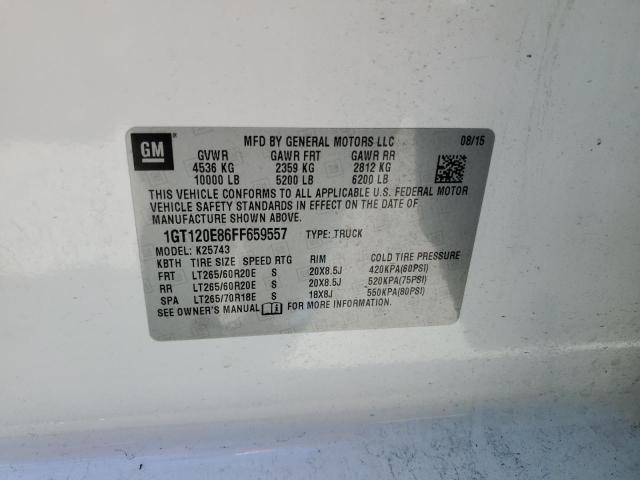 GM
MFD BY GENERAL MOTORS LLC 08/15
GVWR GAWR FRT GAWR RR
4536 KG 2359 KG 2812 KG
10000 LB 5200 LB 6200 LB
THIS VEHICLE CONFORMS TO ALL APPLICABLE U.S. FEDERAL MOTOR
VEHICLE SAFETY STANDARDS IN EFFECT ON THE DATE OF
MANUFACTURE SHOWN ABOVE.
1GT120E86FF659557 TYPE: TRUCK
MODEL: K25743
KBTH TIRE SIZE SPEED RTG RIM COLD TIRE PRESSURE
FRT LT265/60R20E S 20X8.5J 420KPA(60PSI)
RR LT265/60R20E S 20X8.5J 520KPA(75PSI)
SPA LT265/70R18E S 18X8J 550KPA(80PSI)
SEE OWNER'S MANUAL FOR MORE INFORMATION.